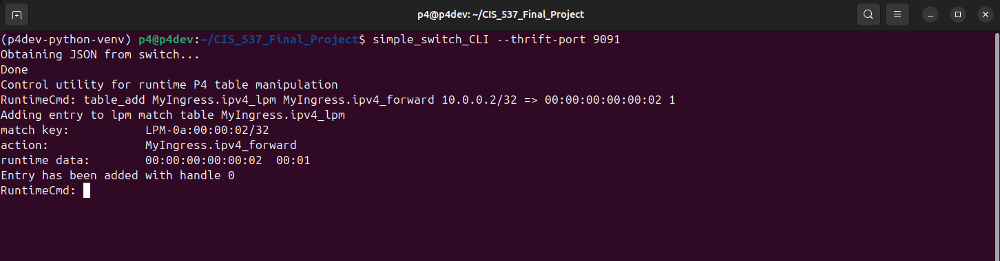 p4@p4dev: ~/CIS_537_Final_Project
(p4dev-python-venv) p4@p4dev:~/CIS_537_Final_Project$ simple_switch_CLI --thrift-port 9091
Obtaining JSON from switch...
Done
Control utility for runtime P4 table manipulation
RuntimeCmd: table_add MyIngress.ipv4_lpm MyIngress.ipv4_forward 10.0.0.2/32 => 00:00:00:00:00:02 1
Adding entry to lpm match table MyIngress.ipv4_lpm
match key:           LPM-0a:00:00:02/32
action:              MyIngress.ipv4_forward
runtime data:        00:00:00:00:00:02  00:01
Entry has been added with handle 0
RuntimeCmd: